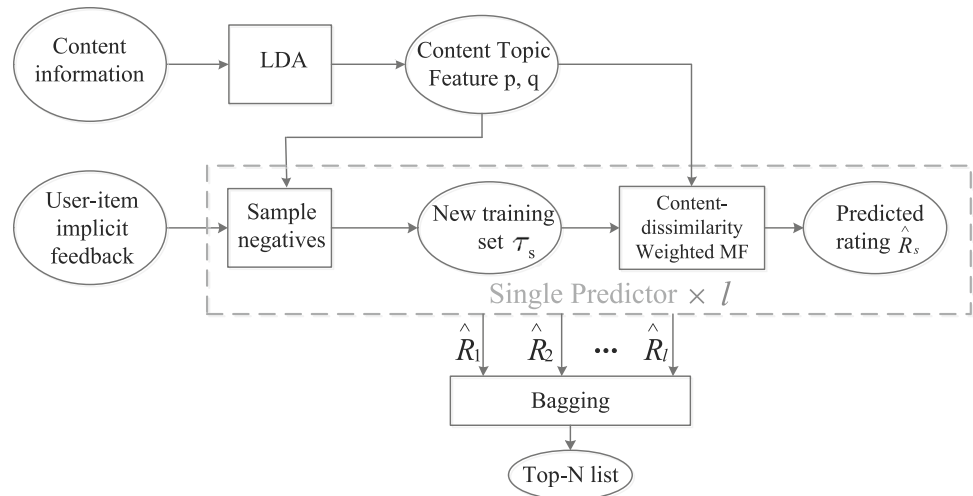 Content
information
LDA
Content Topic
Feature p, q
User-item
implicit
feedback
Sample
negatives
New training
set τs
Content-
dissimilarity
Weighted MF
Predicted
rating R̂s
Single Predictor × l
R̂1 R̂2 ••• R̂l
Bagging
Top-N list